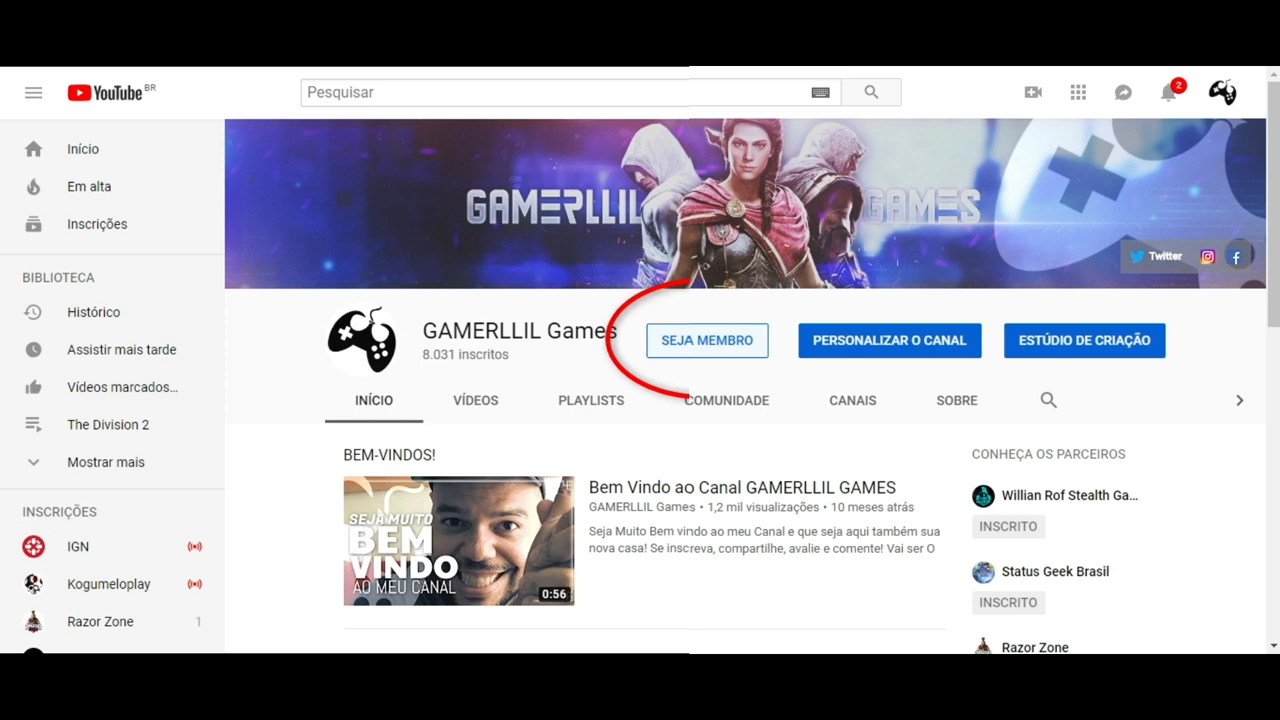 YouTube BR
Pesquisar
2
Início
Em alta
Inscrições
BIBLIOTECA
Histórico
Assistir mais tarde
Vídeos marcados...
The Division 2
Mostrar mais
INSCRIÇÕES
IGN
Kogumeloplay
Razor Zone 1
GAMERLLIL GAMES
Twitter
GAMERLLIL Games
8.031 inscritos
SEJA MEMBRO
PERSONALIZAR O CANAL
ESTÚDIO DE CRIAÇÃO
INÍCIO VÍDEOS PLAYLISTS COMUNIDADE CANAIS SOBRE
BEM-VINDOS!
SEJA MUITO
BEM
VINDO
AO MEU CANAL
0:56
Bem Vindo ao Canal GAMERLLIL GAMES
GAMERLLIL Games • 1,2 mil visualizações • 10 meses atrás
Seja Muito Bem vindo ao meu Canal e que seja aqui também sua
nova casa! Se inscreva, compartilhe, avalie e comente! Vai ser O
CONHEÇA OS PARCEIROS
Willian Rof Stealth Ga...
INSCRITO
Status Geek Brasil
INSCRITO
Razor Zone